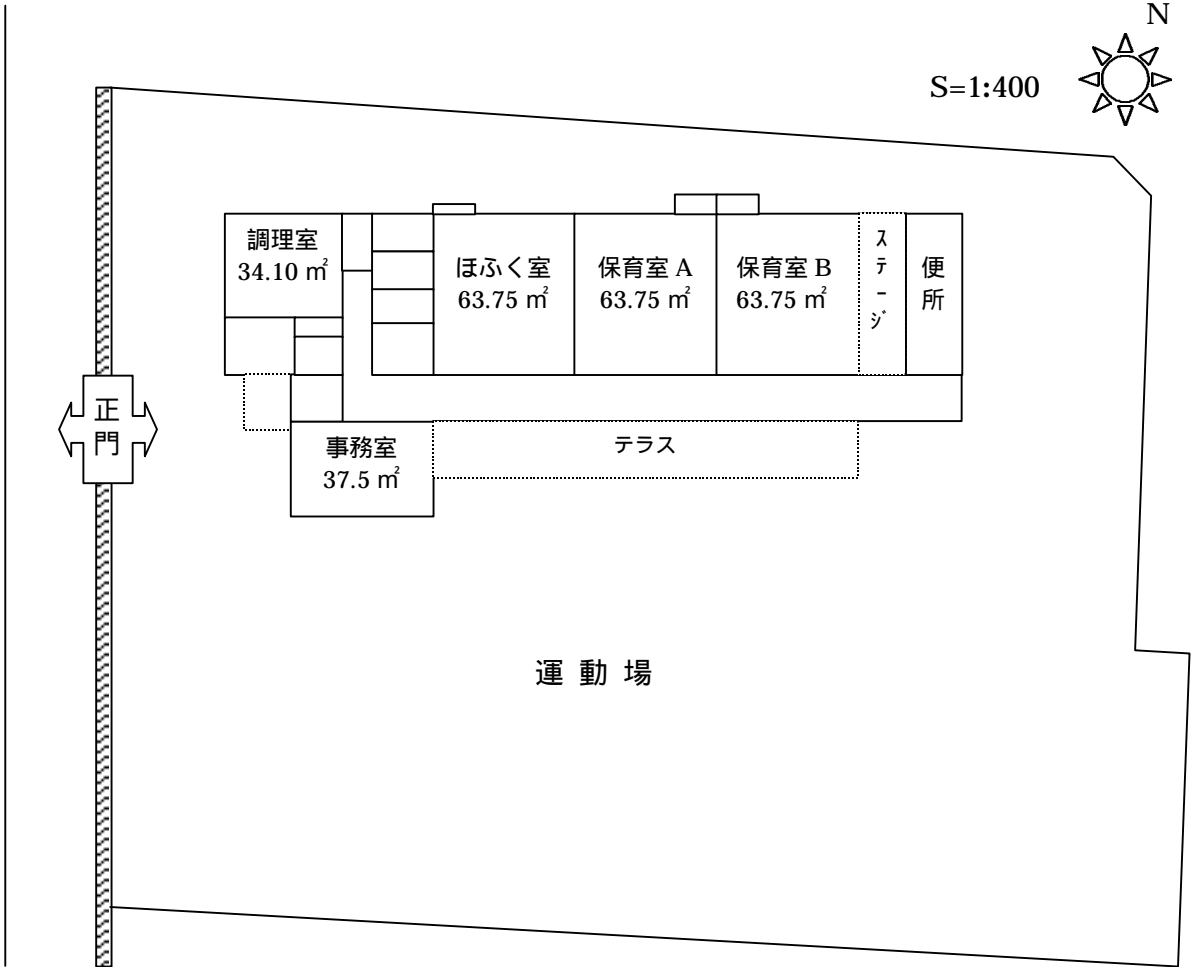 N
S=1:400
調理室
34.10 ㎡
ほふく室
63.75 ㎡
保育室 A
63.75 ㎡
保育室 B
63.75 ㎡
ｽﾃｰｼﾞ
便所
正門
事務室
37.5 ㎡
テラス
運 動 場